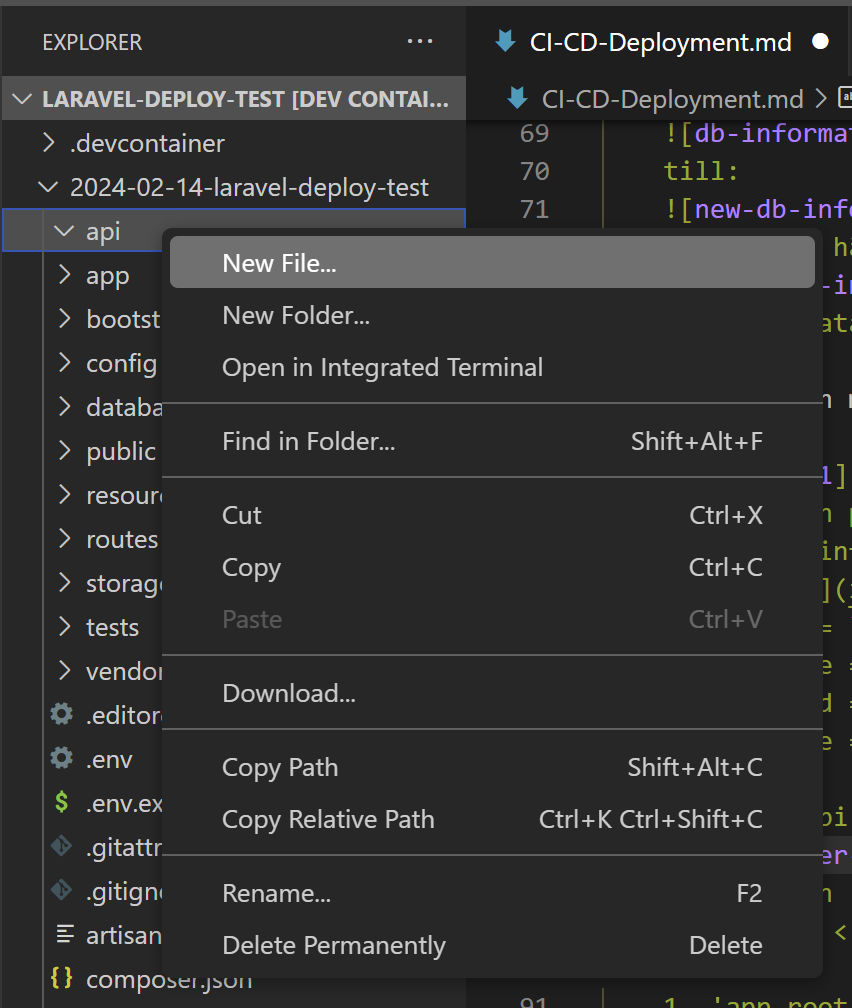 EXPLORER
CI-CD-Deployment.md
LARAVEL-DEPLOY-TEST [DEV CONTAI...
CI-CD-Deployment.md
.devcontainer
2024-02-14-laravel-deploy-test
api
app
bootst
config
databa
public
resour
routes
storag
tests
vendor
.editor
.env
.env.ex
.gitattr
.gitign
artisan
composer.json
New File...
New Folder...
Open in Integrated Terminal
Find in Folder... Shift+Alt+F
Cut Ctrl+X
Copy Ctrl+C
Paste Ctrl+V
Download...
Copy Path Shift+Alt+C
Copy Relative Path Ctrl+K Ctrl+Shift+C
Rename... F2
Delete Permanently Delete
69 ![db-informat
70 till:
71 ![new-db-info
91 1. 'app_root